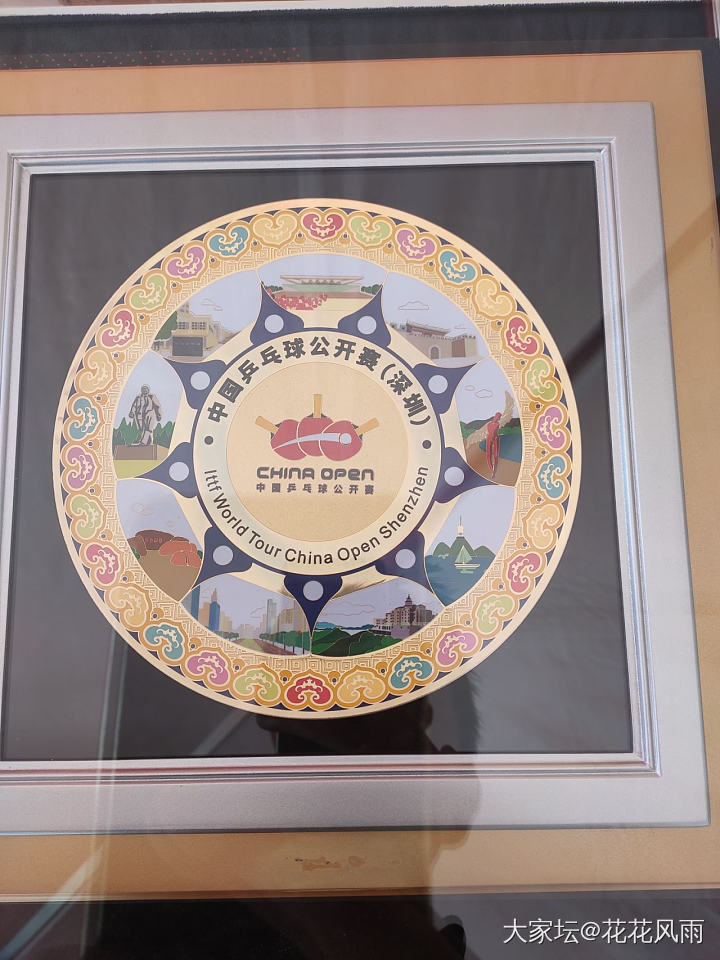 中国乒乓球公开赛（深圳）
CHINA OPEN
中国乒乓球公开赛
Ittf World Tour China Open Shenzhen
大家坛@花花风雨